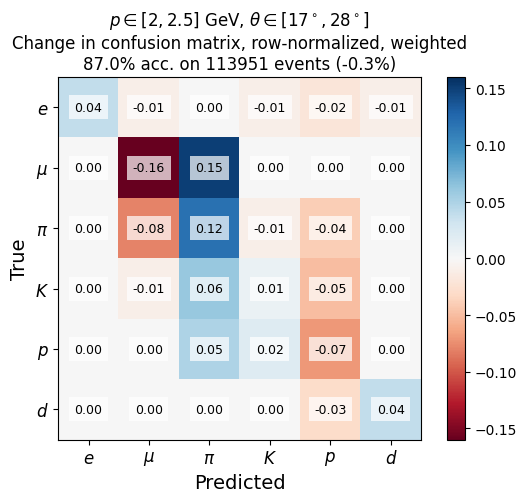 p ∈ [2, 2.5] GeV, θ ∈ [17°, 28°]
Change in confusion matrix, row-normalized, weighted
87.0% acc. on 113951 events (-0.3%)
e 0.04 -0.01 0.00 -0.01 -0.02 -0.01
μ 0.00 -0.16 0.15 0.00 0.00 0.00
π 0.00 -0.08 0.12 -0.01 -0.04 0.00
K 0.00 -0.01 0.06 0.01 -0.05 0.00
p 0.00 0.00 0.05 0.02 -0.07 0.00
d 0.00 0.00 0.00 0.00 -0.03 0.04
e μ π K p d
Predicted
True
0.15
0.10
0.05
0.00
−0.05
−0.10
−0.15